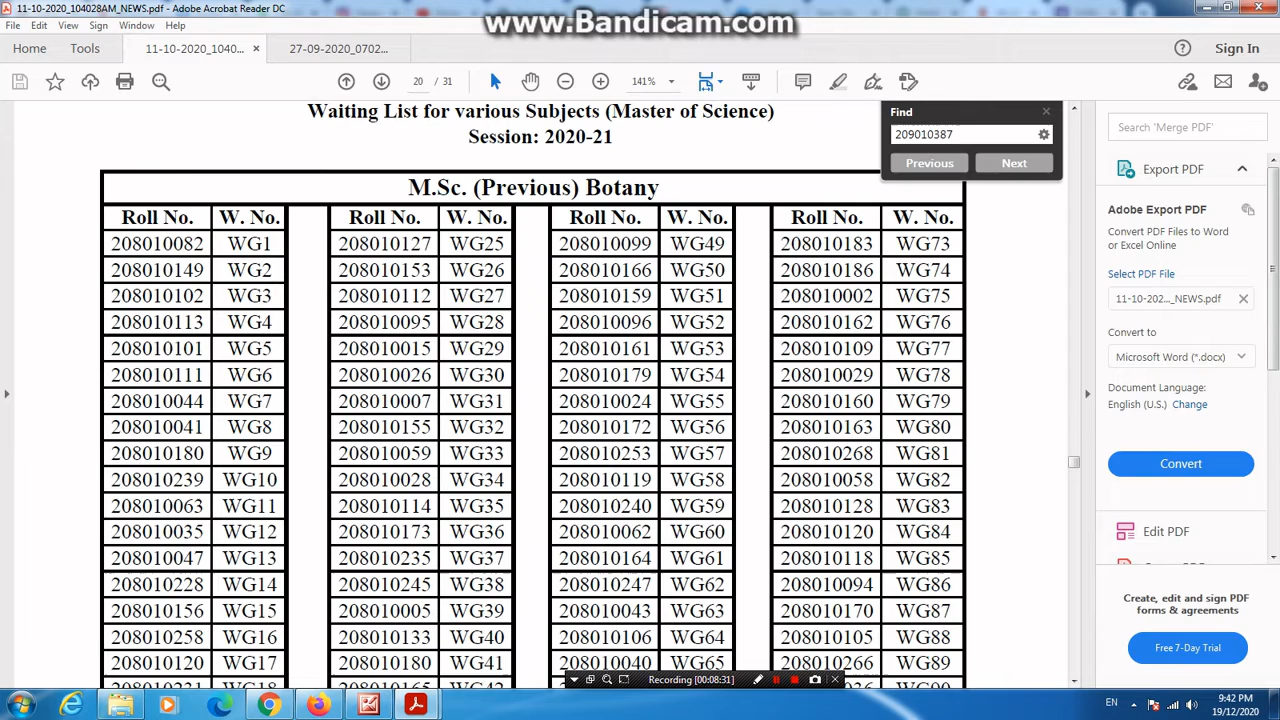 11-10-2020_104028AM_NEWS.pdf - Adobe Acrobat Reader DC
www.Bandicam.com
File Edit View Sign Window Help
Home Tools 11-10-2020_1040... × 27-09-2020_0702... Sign In
20 / 31 141%
Waiting List for various Subjects (Master of Science)
Session: 2020-21
Find
209010387
Previous Next
M.Sc. (Previous) Botany
Roll No. W. No. Roll No. W. No. Roll No. W. No. Roll No. W. No.
208010082 WG1 208010127 WG25 208010099 WG49 208010183 WG73
208010149 WG2 208010153 WG26 208010166 WG50 208010186 WG74
208010102 WG3 208010112 WG27 208010159 WG51 208010002 WG75
208010113 WG4 208010095 WG28 208010096 WG52 208010162 WG76
208010101 WG5 208010015 WG29 208010161 WG53 208010109 WG77
208010111 WG6 208010026 WG30 208010179 WG54 208010029 WG78
208010044 WG7 208010007 WG31 208010024 WG55 208010160 WG79
208010041 WG8 208010155 WG32 208010172 WG56 208010163 WG80
208010180 WG9 208010059 WG33 208010253 WG57 208010268 WG81
208010239 WG10 208010028 WG34 208010119 WG58 208010058 WG82
208010063 WG11 208010114 WG35 208010240 WG59 208010128 WG83
208010035 WG12 208010173 WG36 208010062 WG60 208010120 WG84
208010047 WG13 208010235 WG37 208010164 WG61 208010118 WG85
208010228 WG14 208010245 WG38 208010247 WG62 208010094 WG86
208010156 WG15 208010005 WG39 208010043 WG63 208010170 WG87
208010258 WG16 208010133 WG40 208010106 WG64 208010105 WG88
208010120 WG17 208010180 WG41 208010040 WG65 208010266 WG89
Search 'Merge PDF'
Export PDF
Adobe Export PDF
Convert PDF Files to Word
or Excel Online
Select PDF File
11-10-202..._NEWS.pdf ×
Convert to
Microsoft Word (*.docx)
Document Language:
English (U.S.) Change
Convert
Edit PDF
Create, edit and sign PDF
forms & agreements
Free 7-Day Trial
Recording [00:08:31]
EN 9:42 PM
19/12/2020